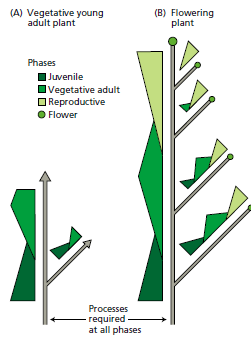 (A) Vegetative young
adult plant
(B) Flowering
plant
Phases
Juvenile
Vegetative adult
Reproductive
Flower
Processes
required
at all phases